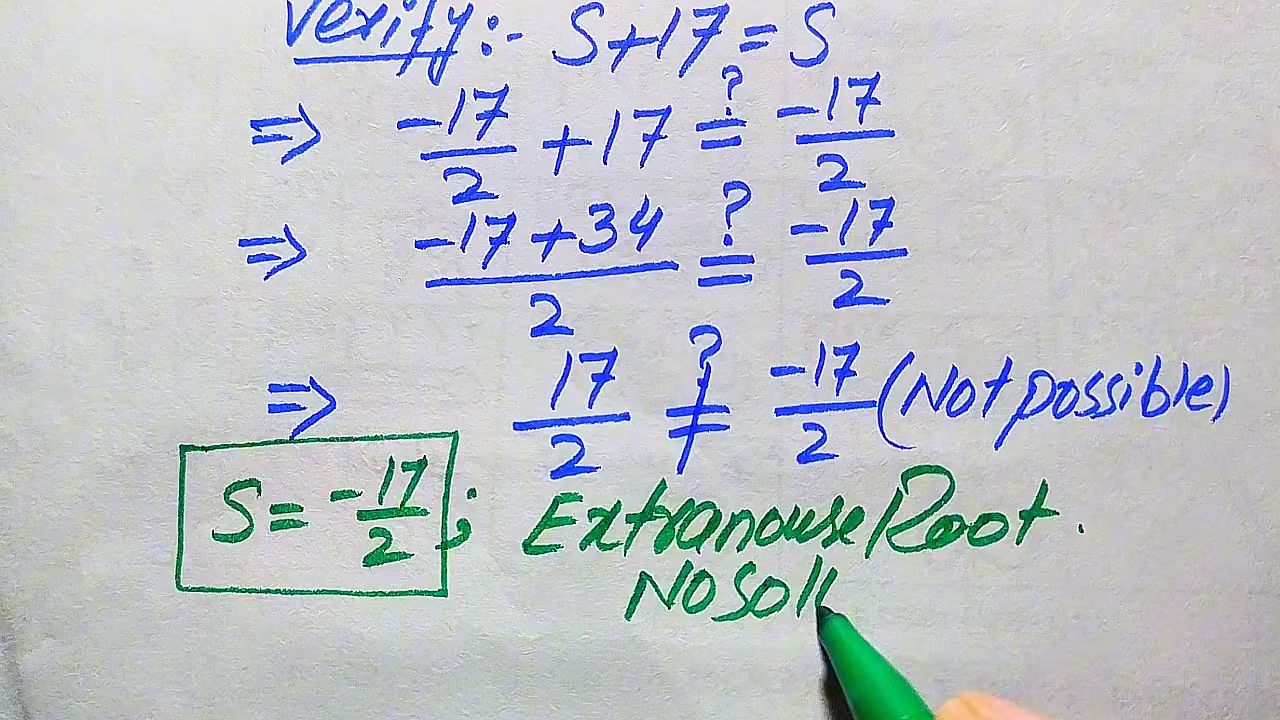 Verify:- S+17=S
⇒ -17/2 +17 ≟ -17/2
⇒ (-17+34)/2 ≟ -17/2
⇒ 17/2 ≠? -17/2 (Not possible)
S = -17/2 ; Extranouse Root.
No Soll